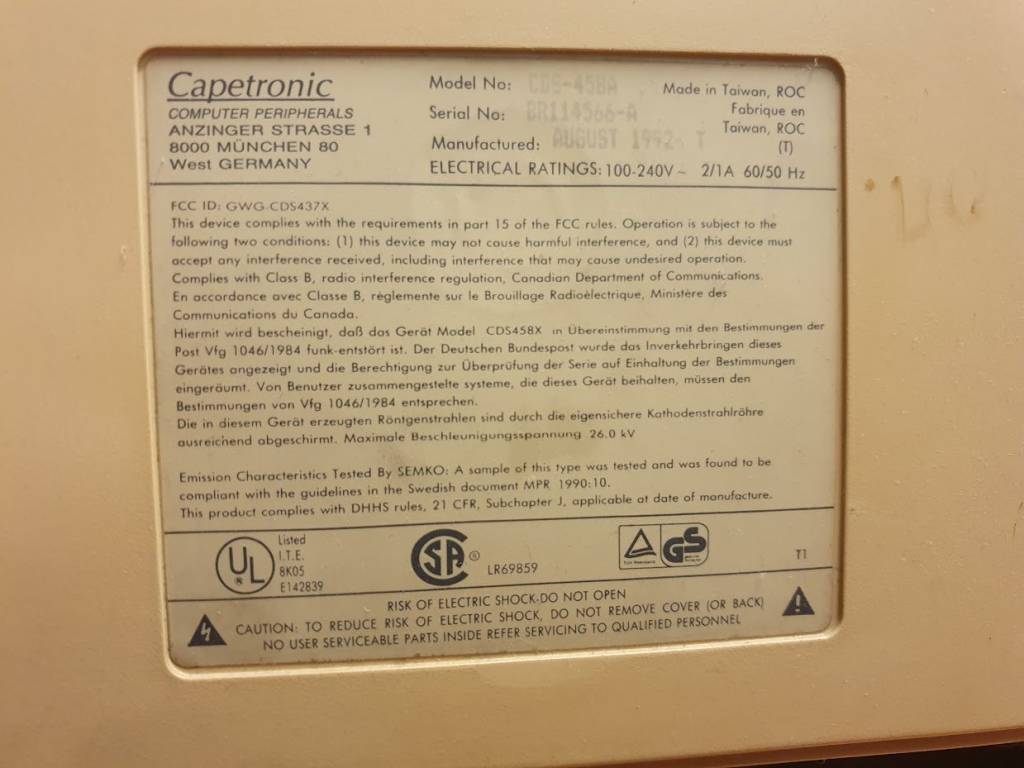 Capetronic
COMPUTER PERIPHERALS
ANZINGER STRASSE 1
8000 MÜNCHEN 80
West GERMANY
Model No: CDS-458A
Serial No: BR114566-A
Manufactured: AUGUST 1992 T
ELECTRICAL RATINGS: 100-240V ~ 2/1A 60/50 Hz
Made in Taiwan, ROC
Fabrique en
Taiwan, ROC
(T)
FCC ID: GWG CDS437X
This device complies with the requirements in part 15 of the FCC rules. Operation is subject to the
following two conditions: (1) this device may not cause harmful interference, and (2) this device must
accept any interference received, including interference that may cause undesired operation.
Complies with Class B, radio interference regulation, Canadian Department of Communications.
En accordance avec Classe B, règlemente sur le Brouillage Radioèlectrique, Ministère des
Communications du Canada.
Hiermit wird bescheinigt, daß das Gerät Model CDS458X in Übereinstimmung mit den Bestimmungen der
Post Vfg 1046/1984 funk-entstört ist. Der Deutschen Bundespost wurde das Inverkehrbringen dieses
Gerätes angezeigt und die Berechtigung zur Überprüfung der Serie auf Einhaltung der Bestimmungen
eingeräumt. Von Benutzer zusammengestelte systeme, die dieses Gerät beihalten, müssen den
Bestimmungen von Vfg 1046/1984 entsprechen.
Die in diesem Gerät erzeugten Röntgenstrahlen sind durch die eigensichere Kathodenstrahlröhre
ausreichend abgeschirmt. Maximale Beschleunigungsspannung 26.0 kV
Emission Characteristics Tested By SEMKO: A sample of this type was tested and was found to be
compliant with the guidelines in the Swedish document MPR 1990:10.
This product complies with DHHS rules, 21 CFR, Subchapter J, applicable at date of manufacture.
UL ®
Listed
I.T.E.
8K05
E142839
CSA ®
LR69859
GS
T1
RISK OF ELECTRIC SHOCK-DO NOT OPEN
CAUTION: TO REDUCE RISK OF ELECTRIC SHOCK, DO NOT REMOVE COVER (OR BACK)
NO USER SERVICEABLE PARTS INSIDE REFER SERVICING TO QUALIFIED PERSONNEL